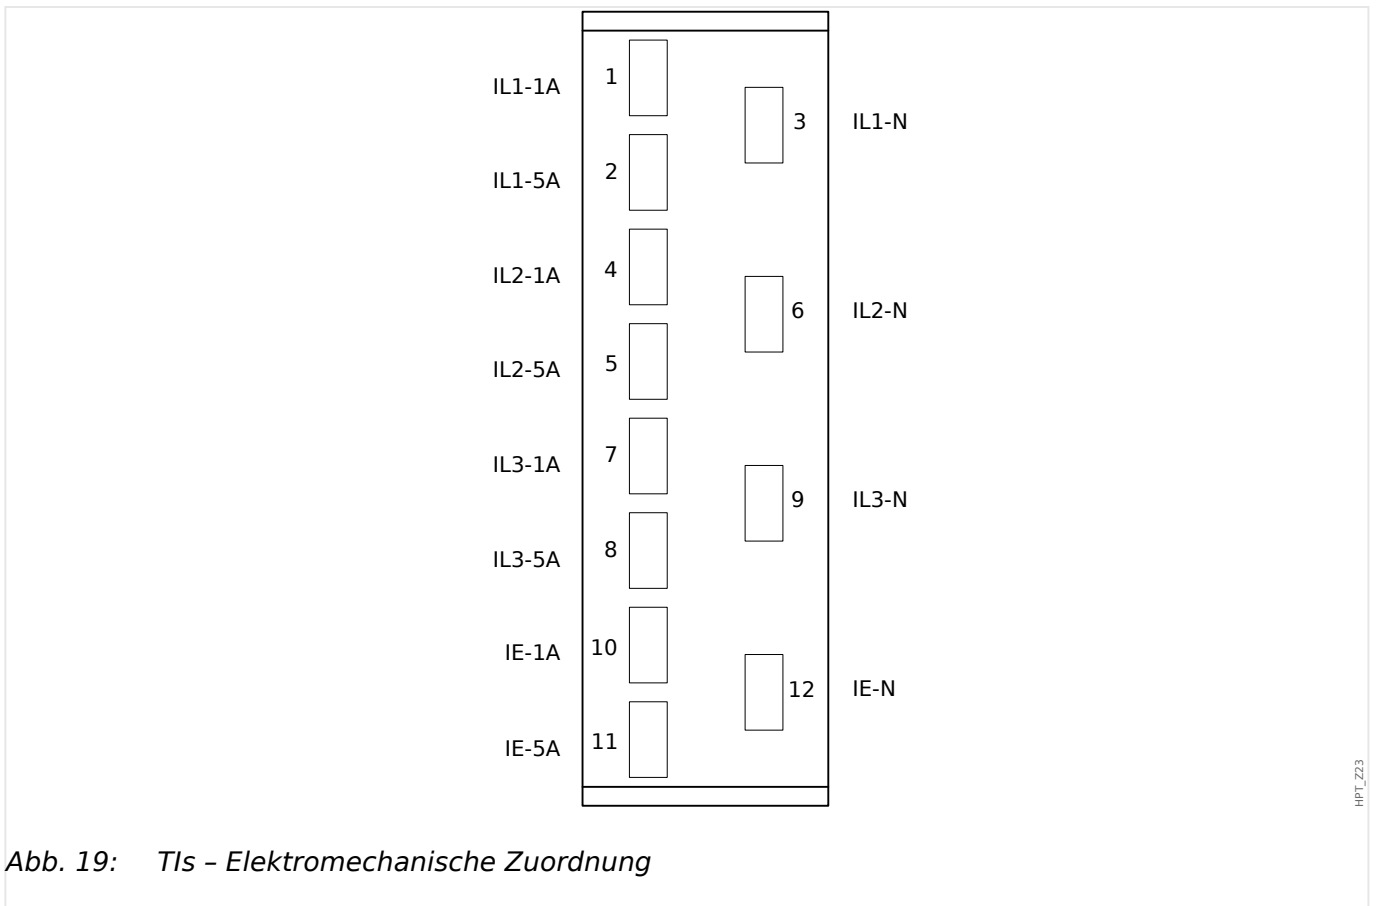 IL1-1A 1
3 IL1-N
IL1-5A 2
IL2-1A 4
6 IL2-N
IL2-5A 5
IL3-1A 7
9 IL3-N
IL3-5A 8
IE-1A 10
12 IE-N
IE-5A 11
HPT_Z23
Abb. 19: TIs – Elektromechanische Zuordnung